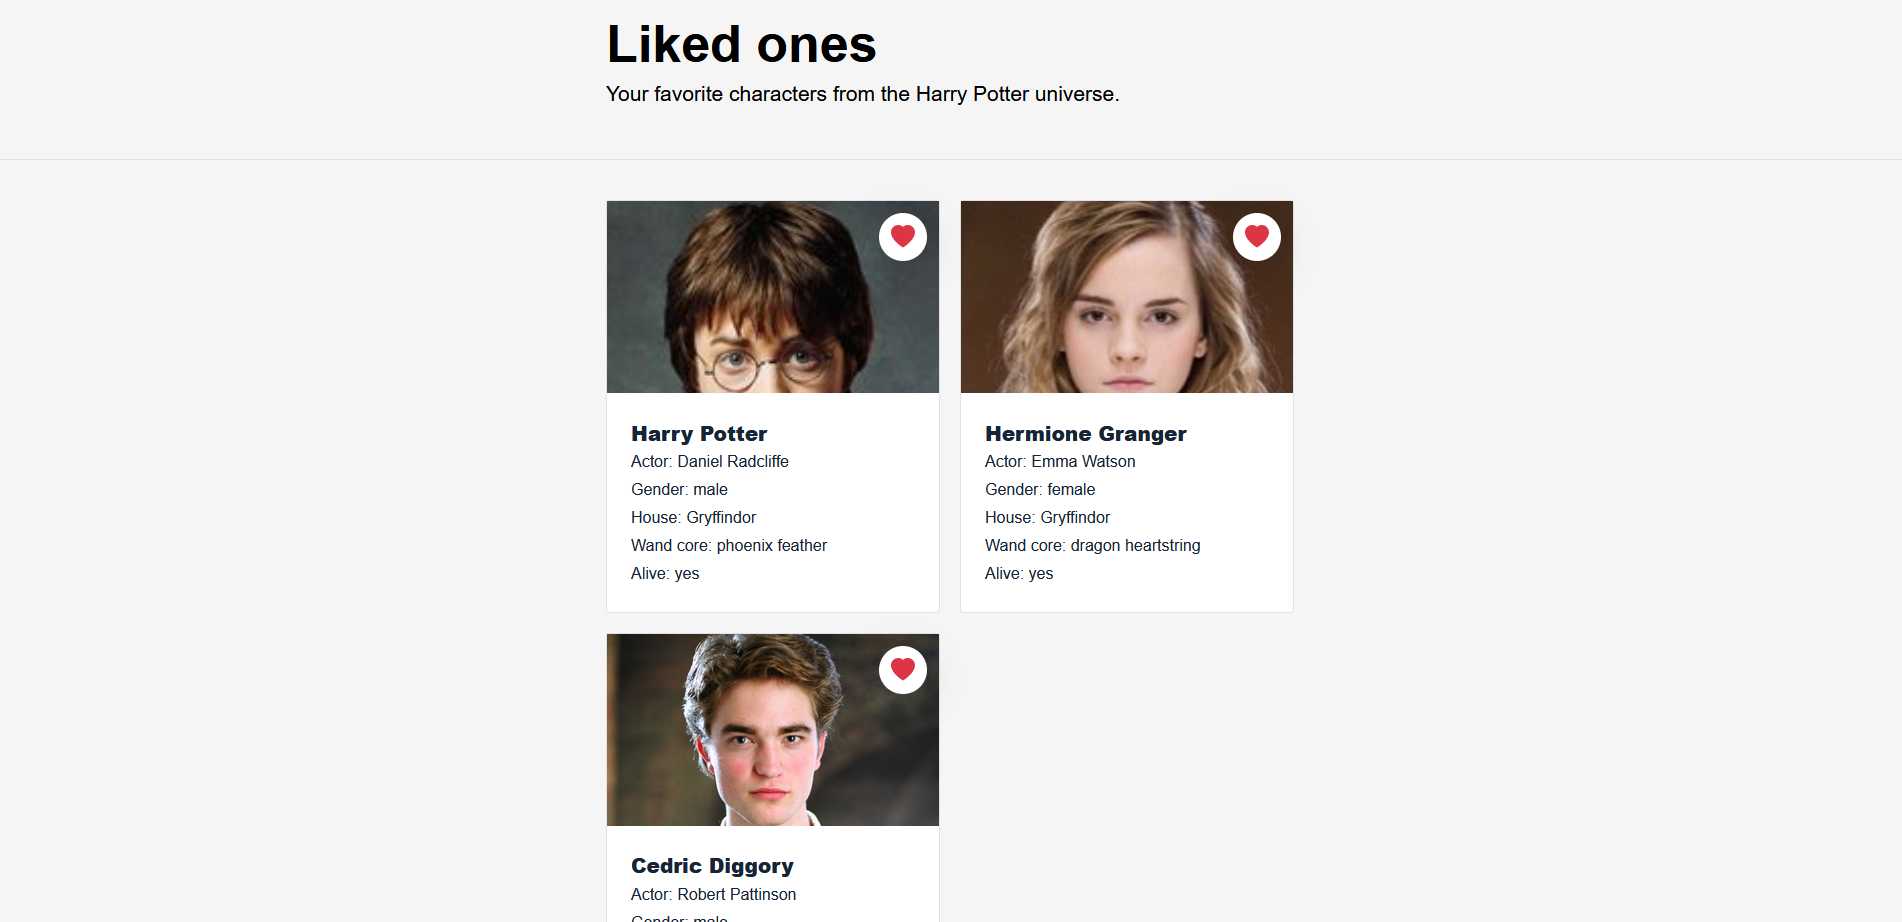 Liked ones
Your favorite characters from the Harry Potter universe.
Harry Potter
Actor: Daniel Radcliffe
Gender: male
House: Gryffindor
Wand core: phoenix feather
Alive: yes
Hermione Granger
Actor: Emma Watson
Gender: female
House: Gryffindor
Wand core: dragon heartstring
Alive: yes
Cedric Diggory
Actor: Robert Pattinson
Gender: male